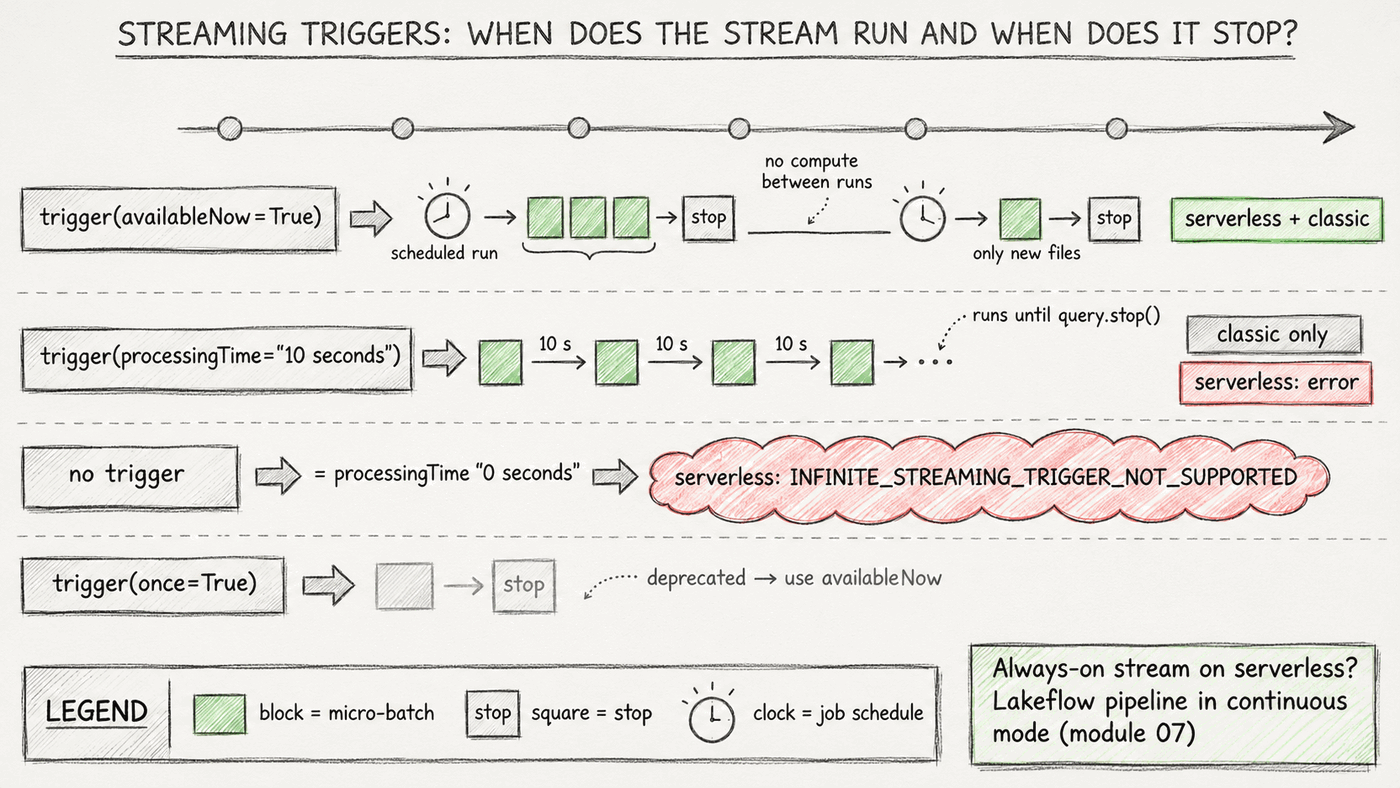 STREAMING TRIGGERS: WHEN DOES THE STREAM RUN AND WHEN DOES IT STOP?
no compute
between runs
trigger(availableNow=True)
scheduled run
stop
only new files
stop
serverless + classic
trigger(processingTime="10 seconds")
10 s
10 s
10 s
runs until query.stop()
classic only
serverless: error
no trigger
= processingTime "0 seconds"
serverless: INFINITE_STREAMING_TRIGGER_NOT_SUPPORTED
trigger(once=True)
stop
deprecated → use availableNow
LEGEND
block = micro-batch
stop
square = stop
clock = job schedule
Always-on stream on serverless?
Lakeflow pipeline in continuous
mode (module 07)